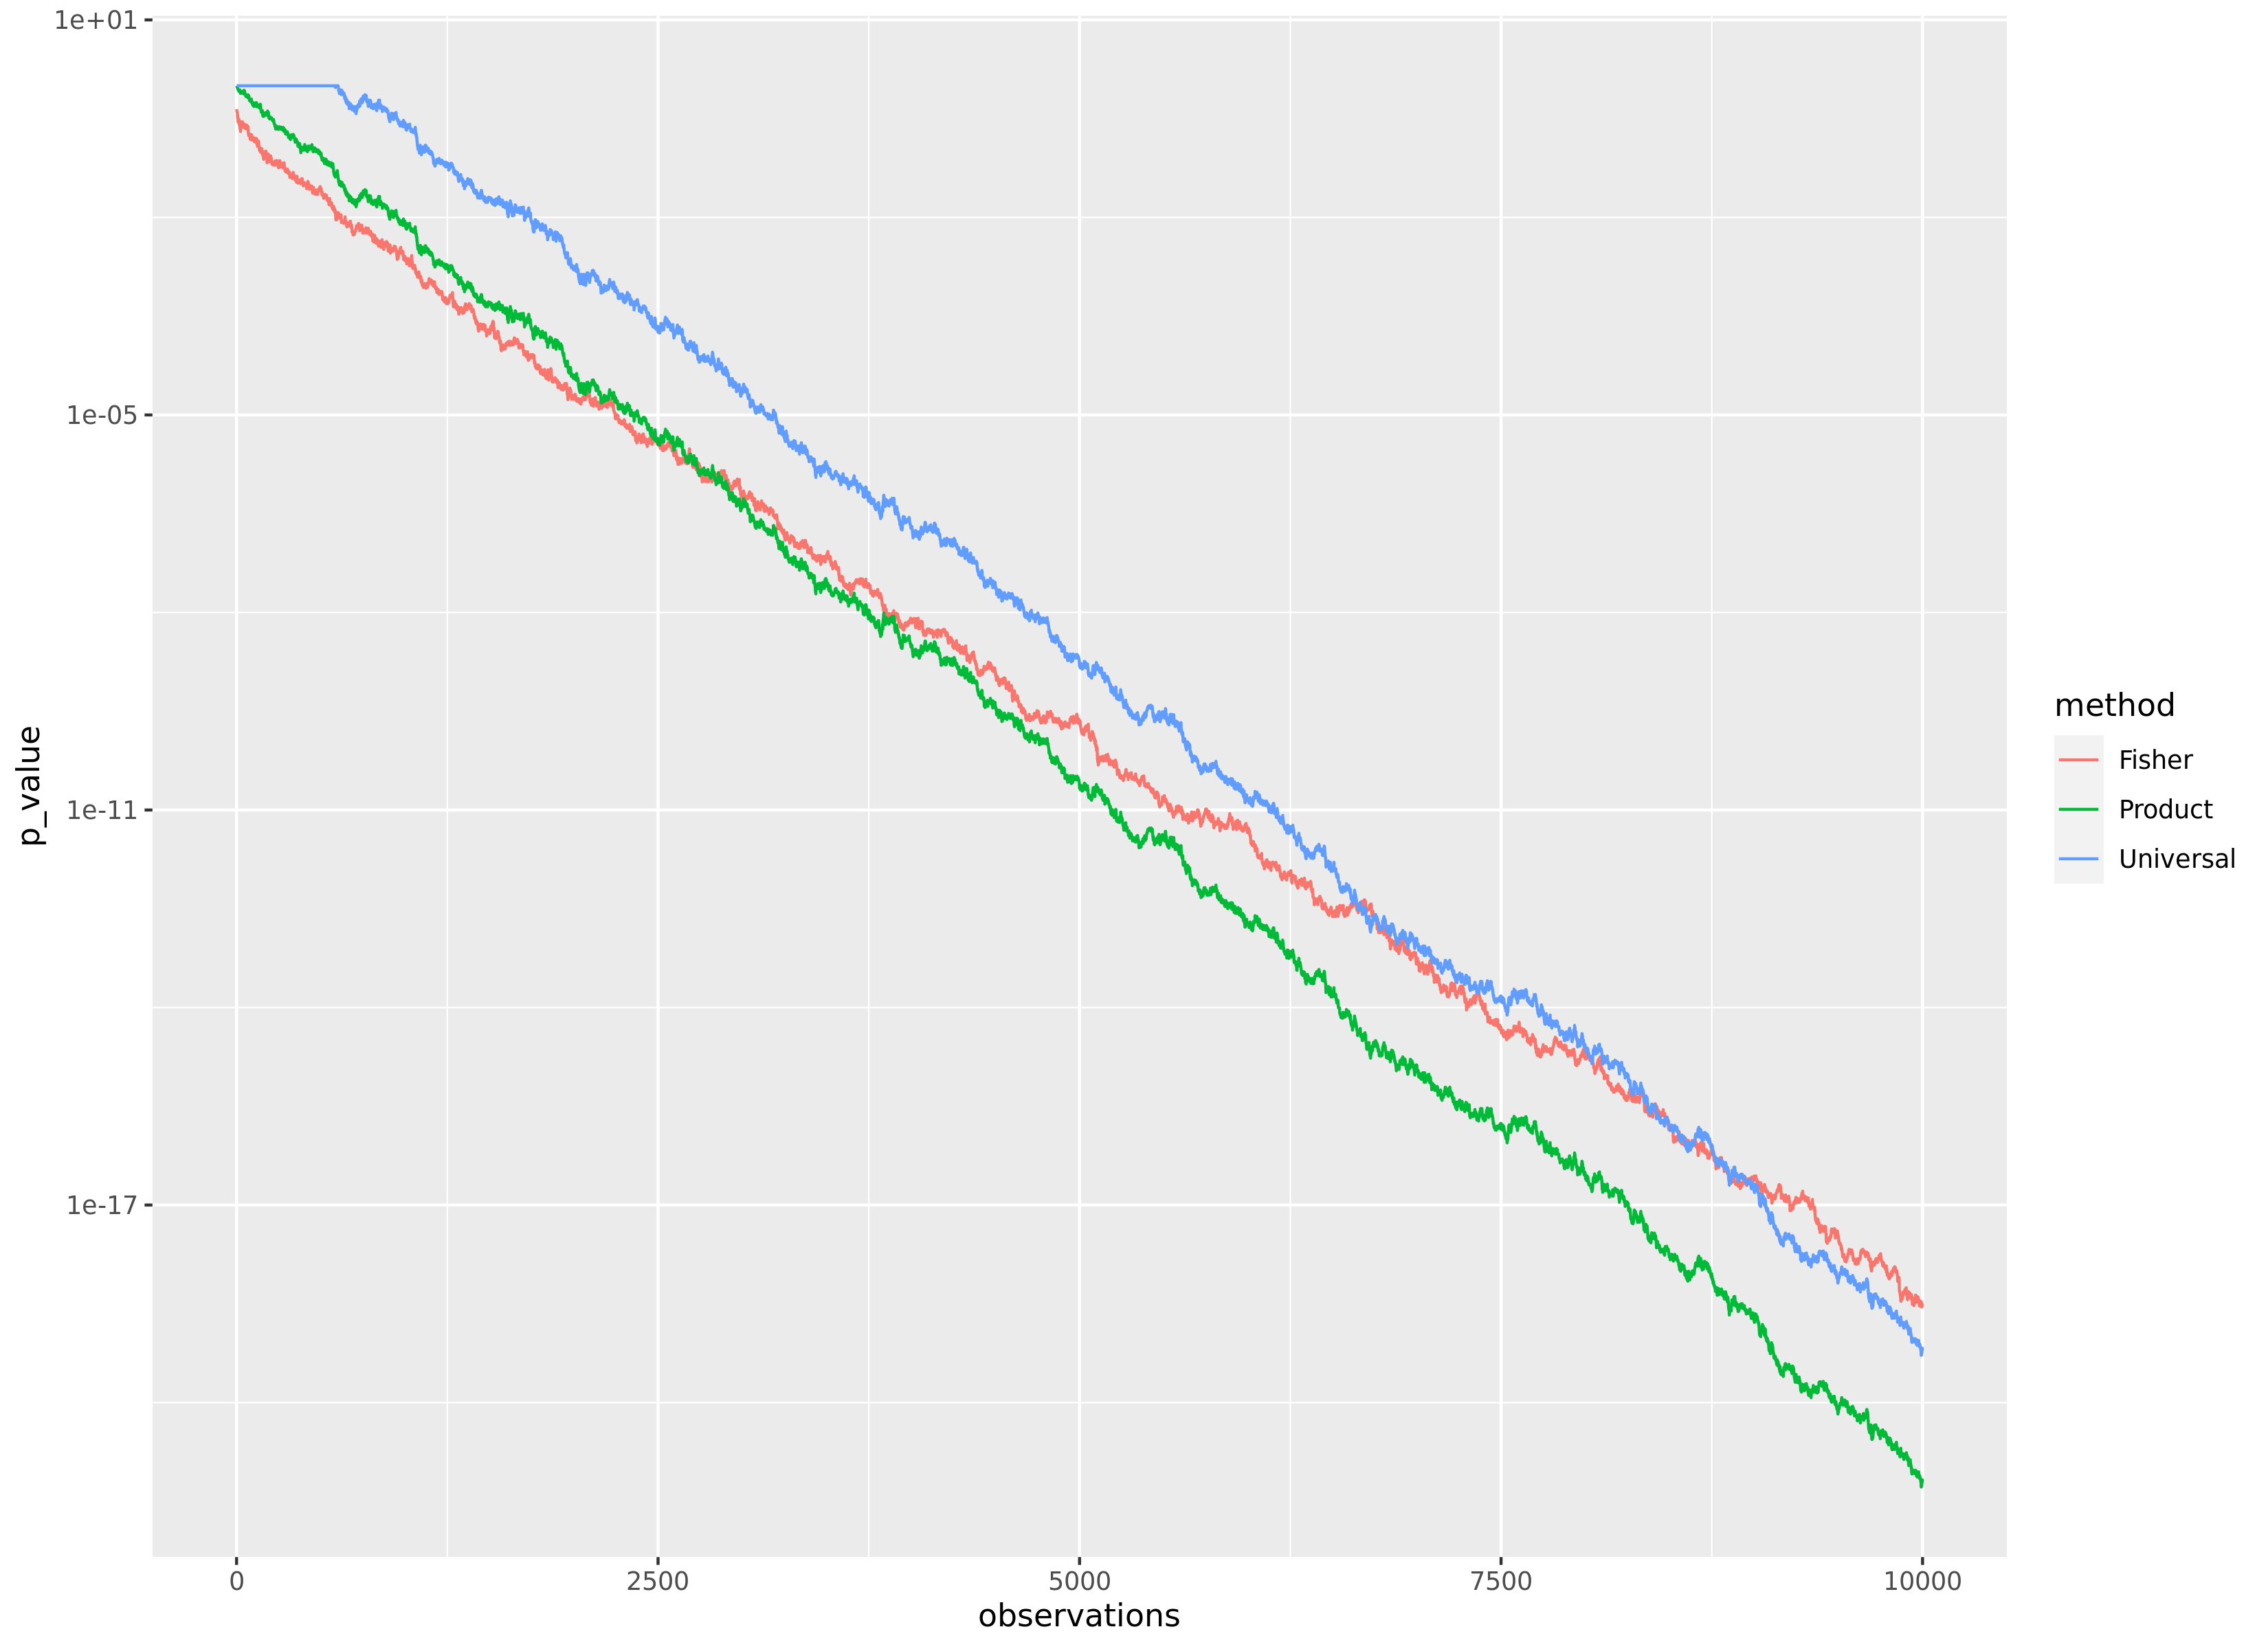 1e+01
1e-05
1e-11
1e-17
p_value
0 2500 5000 7500 10000
observations
method
Fisher
Product
Universal